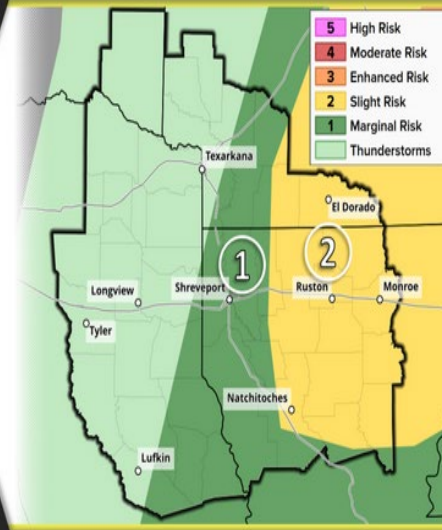 5 High Risk
4 Moderate Risk
3 Enhanced Risk
2 Slight Risk
1 Marginal Risk
Thunderstorms
Texarkana
El Dorado
1
2
Longview
Shreveport
Ruston
Monroe
Tyler
Natchitoches
Lufkin